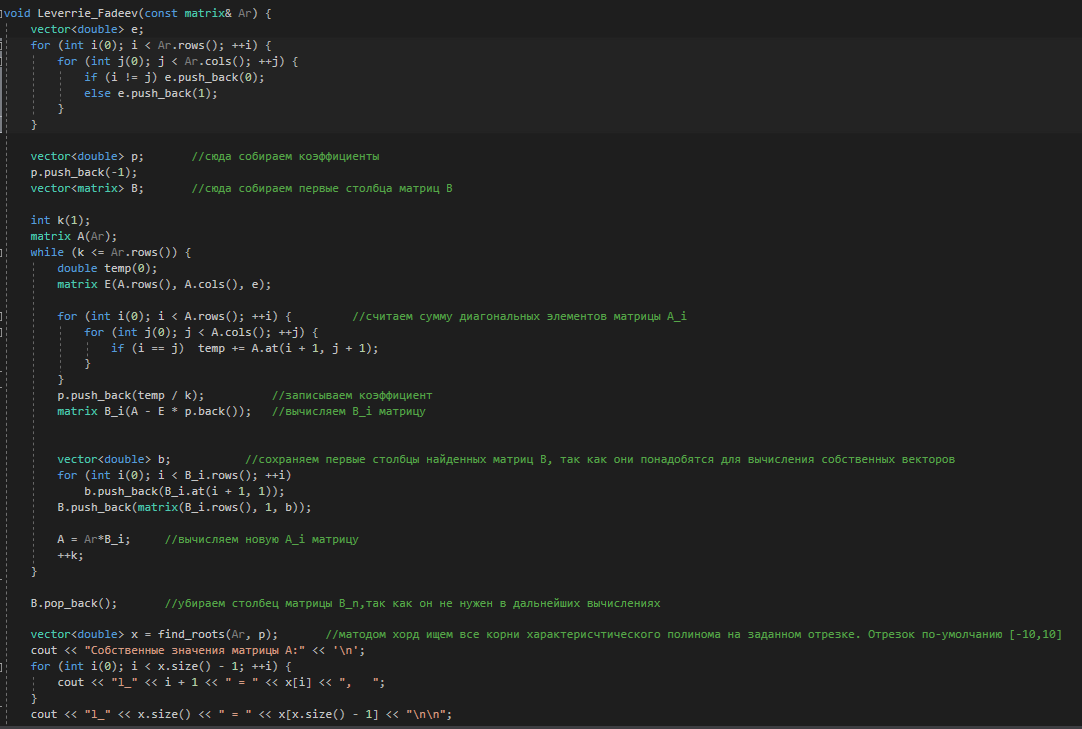 void Leverrie_Fadeev(const matrix& Ar) {
    vector<double> e;
    for (int i(0); i < Ar.rows(); ++i) {
        for (int j(0); j < Ar.cols(); ++j) {
            if (i != j) e.push_back(0);
            else e.push_back(1);
        }
    }
    vector<double> p;       //сюда собираем коэффициенты
    p.push_back(-1);
    vector<matrix> B;       //сюда собираем первые столбца матриц B
    int k(1);
    matrix A(Ar);
    while (k <= Ar.rows()) {
        double temp(0);
        matrix E(A.rows(), A.cols(), e);
        for (int i(0); i < A.rows(); ++i) {         //считаем сумму диагональных элементов матрицы A_i
            for (int j(0); j < A.cols(); ++j) {
                if (i == j)  temp += A.at(i + 1, j + 1);
            }
        }
        p.push_back(temp / k);          //записываем коэффициент
        matrix B_i(A - E * p.back());   //вычисляем B_i матрицу
        vector<double> b;           //сохраняем первые столбцы найденных матриц B, так как они понадобятся для вычисления собственных векторов
        for (int i(0); i < B_i.rows(); ++i)
            b.push_back(B_i.at(i + 1, 1));
        B.push_back(matrix(B_i.rows(), 1, b));
        A = Ar*B_i;     //вычисляем новую A_i матрицу
        ++k;
    }
    B.pop_back();       //убираем столбец матрицы B_n,так как он не нужен в дальнейших вычислениях
    vector<double> x = find_roots(Ar, p);       //матодом хорд ищем все корни характерисчтического полинома на заданном отрезке. Отрезок по-умолчанию [-10,10]
    cout << "Собственные значения матрицы A:" << '\n';
    for (int i(0); i < x.size() - 1; ++i) {
        cout << "l_" << i + 1 << " = " << x[i] << ",   ";
    }
    cout << "l_" << x.size() << " = " << x[x.size() - 1] << "\n\n";